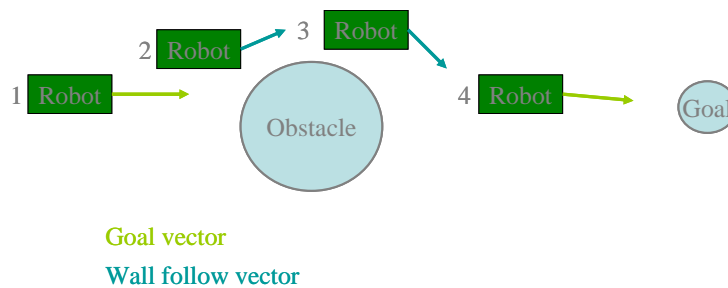 1 Robot
2 Robot
3 Robot
4 Robot
Obstacle
Goal
Goal vector
Wall follow vector